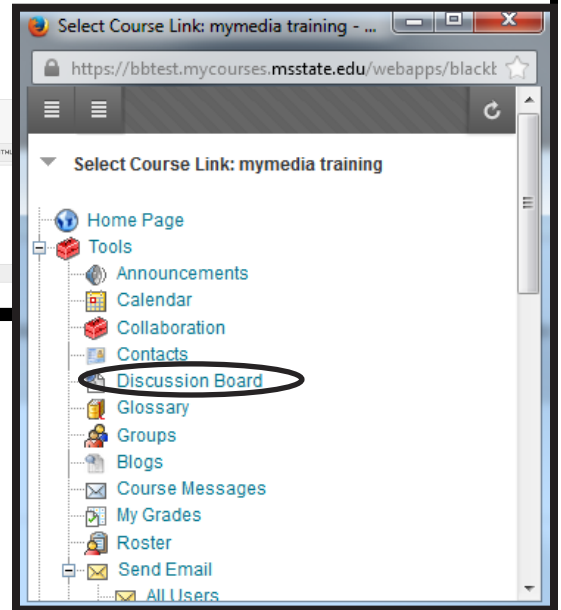 Select Course Link: mymedia training - ...
https://bbtest.mycourses.msstate.edu/webapps/blackb
Select Course Link: mymedia training
Home Page
Tools
Announcements
Calendar
Collaboration
Contacts
Discussion Board
Glossary
Groups
Blogs
Course Messages
My Grades
Roster
Send Email
All Users